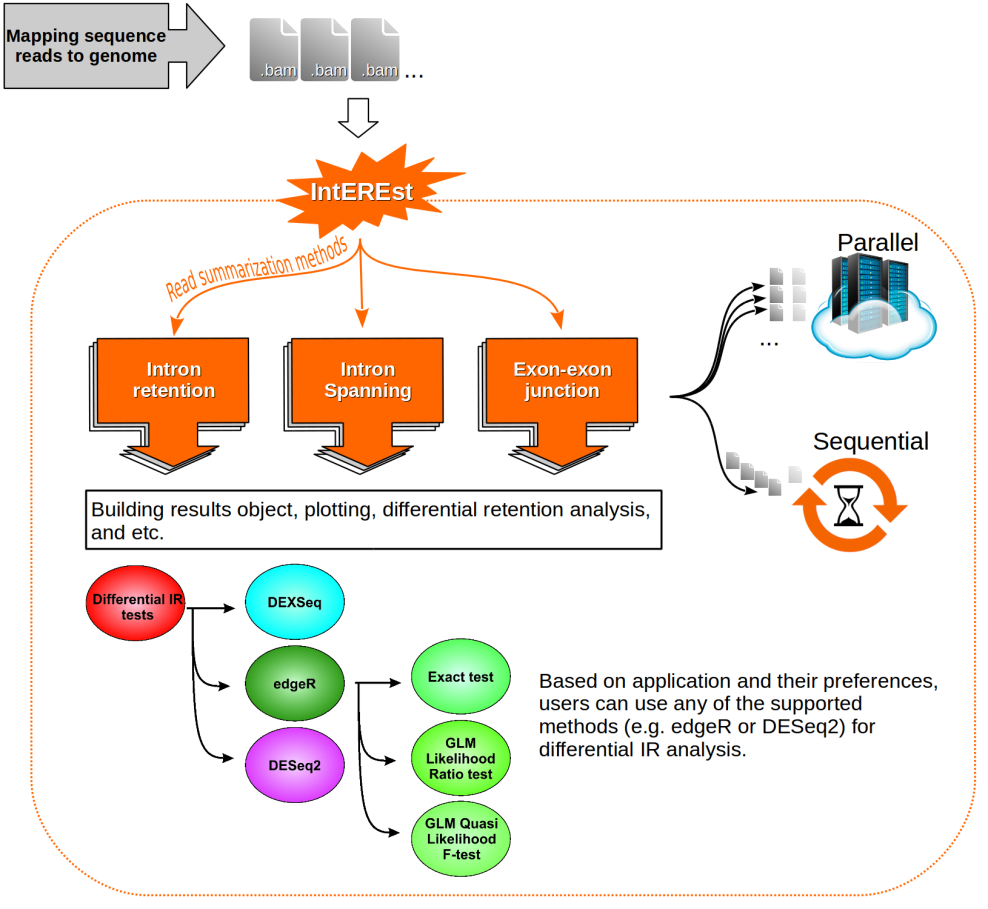 Mapping sequence
reads to genome
.bam
.bam
.bam
...
IntEREst
Read summarization methods
Intron
retention
Intron
Spanning
Exon-exon
junction
Parallel
...
Sequential
Building results object, plotting, differential retention analysis,
and etc.
Differential IR
tests
DEXSeq
edgeR
DESeq2
Exact test
GLM
Likelihood
Ratio test
GLM Quasi
Likelihood
F-test
Based on application and their preferences,
users can use any of the supported
methods (e.g. edgeR or DESeq2) for
differential IR analysis.